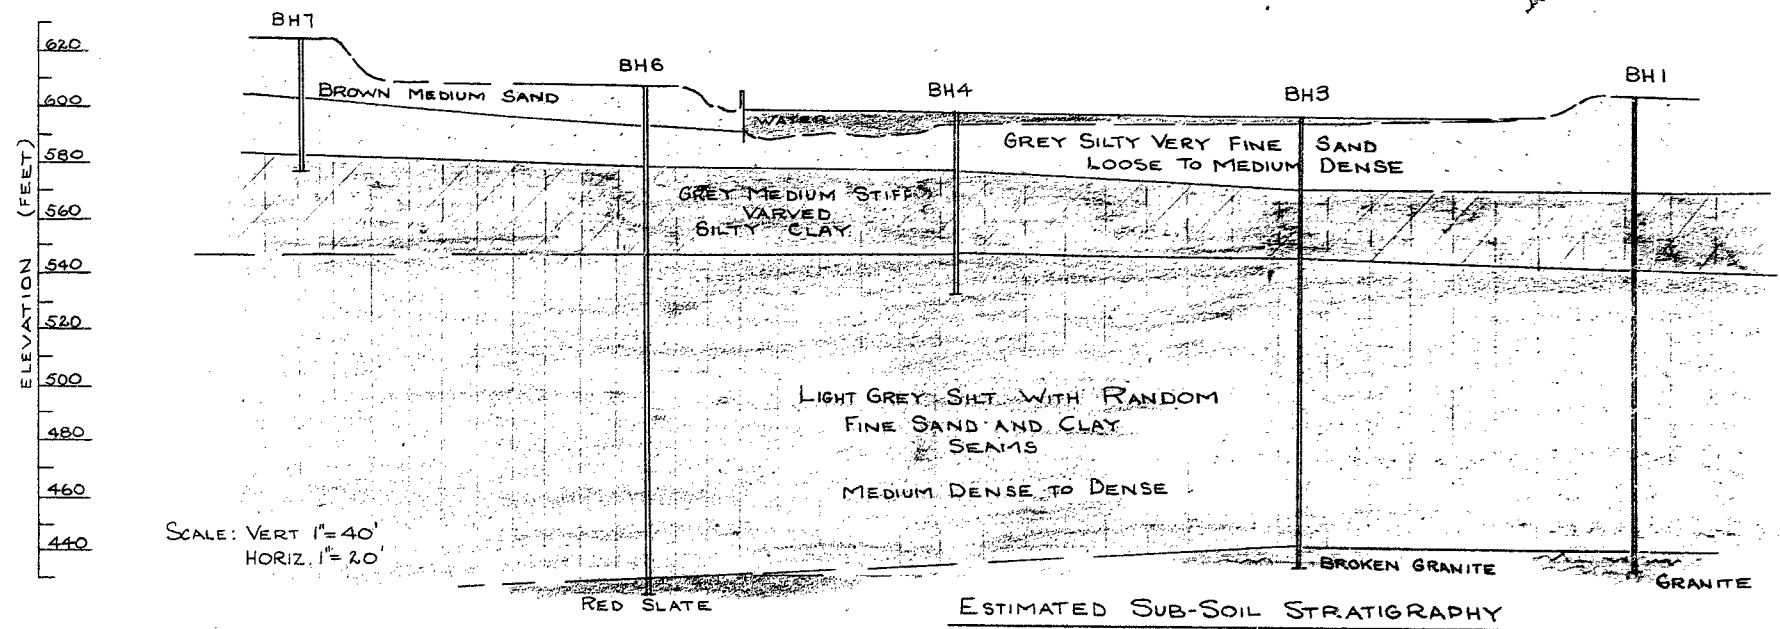 BH7
BH6
BH4
BH3
BH1
ELEVATION (FEET)
620
600
580
560
540
520
500
480
460
440
BROWN MEDIUM SAND
WATER
GREY SILTY VERY FINE SAND
LOOSE TO MEDIUM DENSE
GREY MEDIUM STIFF
VARVED
SILTY CLAY
LIGHT GREY SILT WITH RANDOM
FINE SAND AND CLAY
SEAMS
MEDIUM DENSE TO DENSE
SCALE: VERT 1"=40'
HORIZ. 1"=20'
RED SLATE
BROKEN GRANITE
GRANITE
ESTIMATED SUB-SOIL STRATIGRAPHY